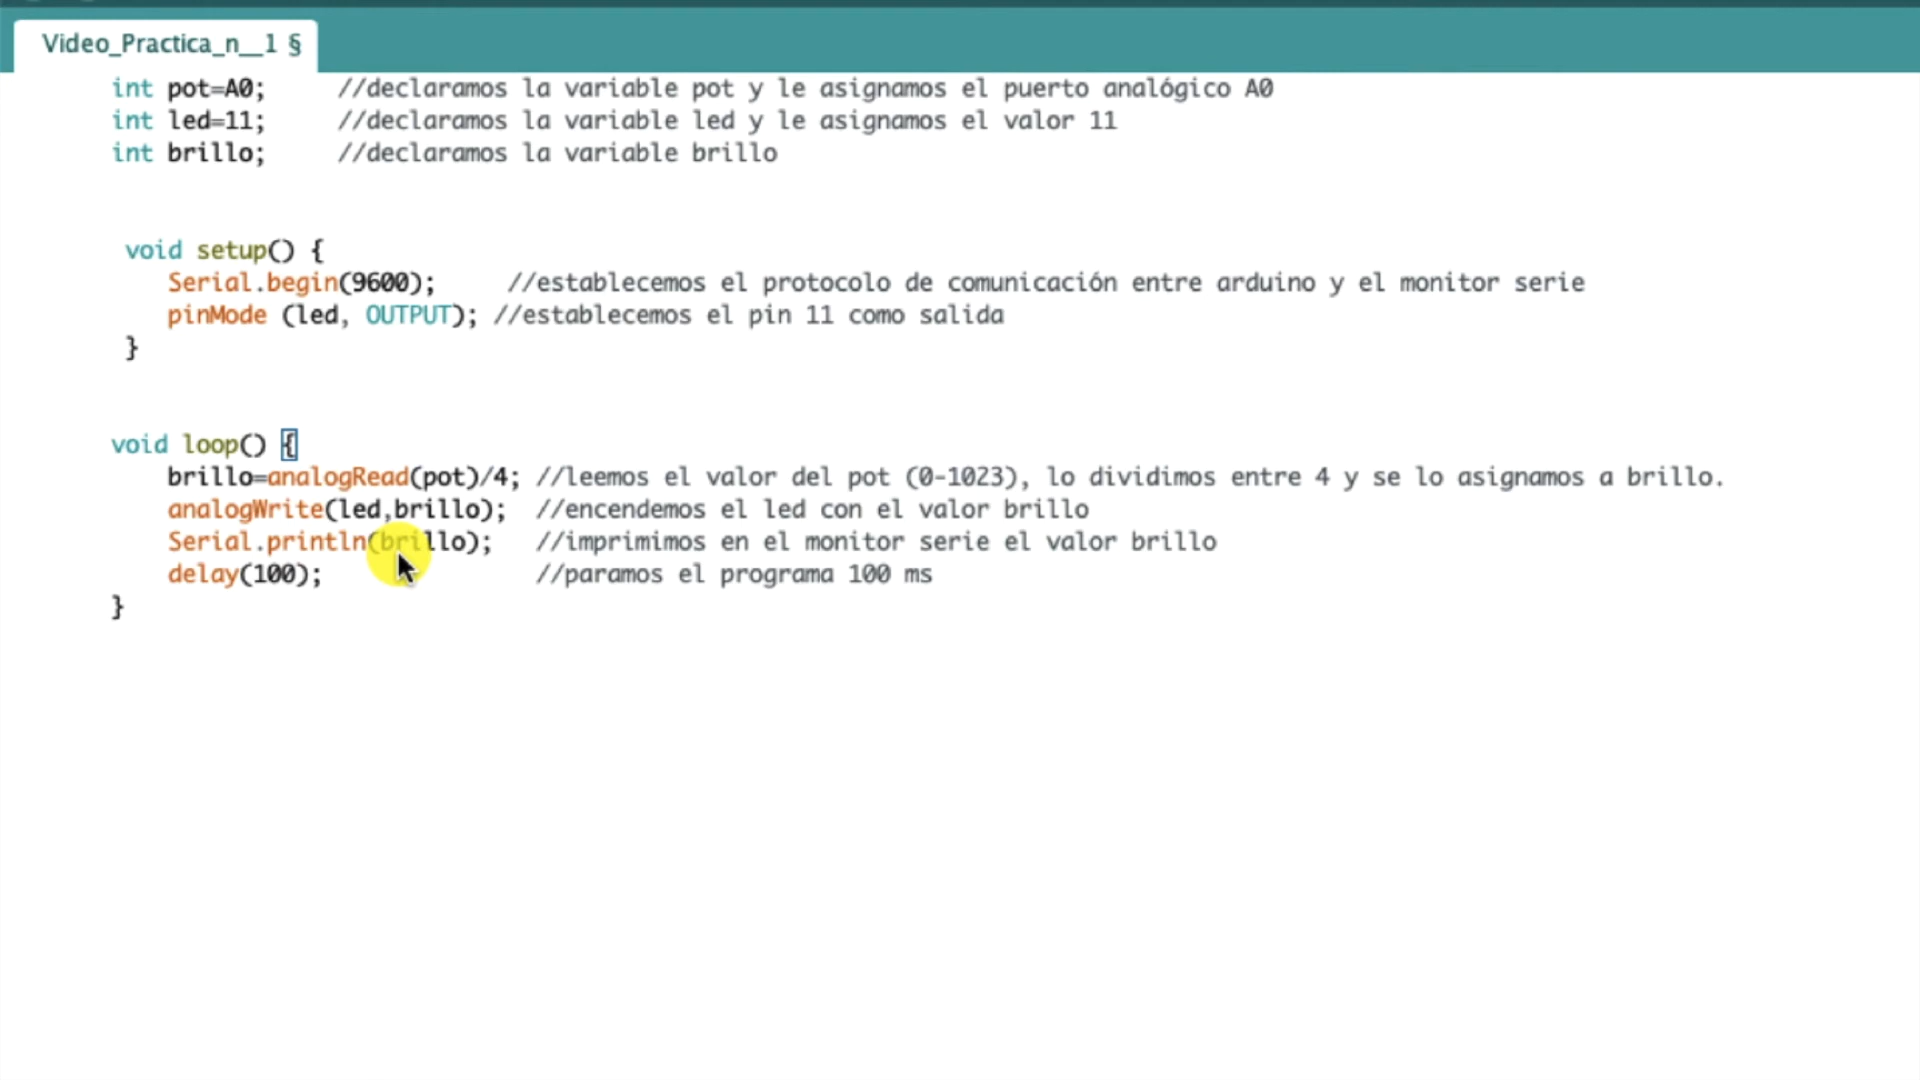 Video_Practica_n__1 §
int pot=A0; //declaramos la variable pot y le asignamos el puerto analógico A0
int led=11; //declaramos la variable led y le asignamos el valor 11
int brillo; //declaramos la variable brillo
void setup() {
Serial.begin(9600); //establecemos el protocolo de comunicación entre arduino y el monitor serie
pinMode (led, OUTPUT); //establecemos el pin 11 como salida
}
void loop() {
brillo=analogRead(pot)/4; //leemos el valor del pot (0-1023), lo dividimos entre 4 y se lo asignamos a brillo.
analogWrite(led,brillo); //encendemos el led con el valor brillo
Serial.println(brillo); //imprimimos en el monitor serie el valor brillo
delay(100); //paramos el programa 100 ms
}